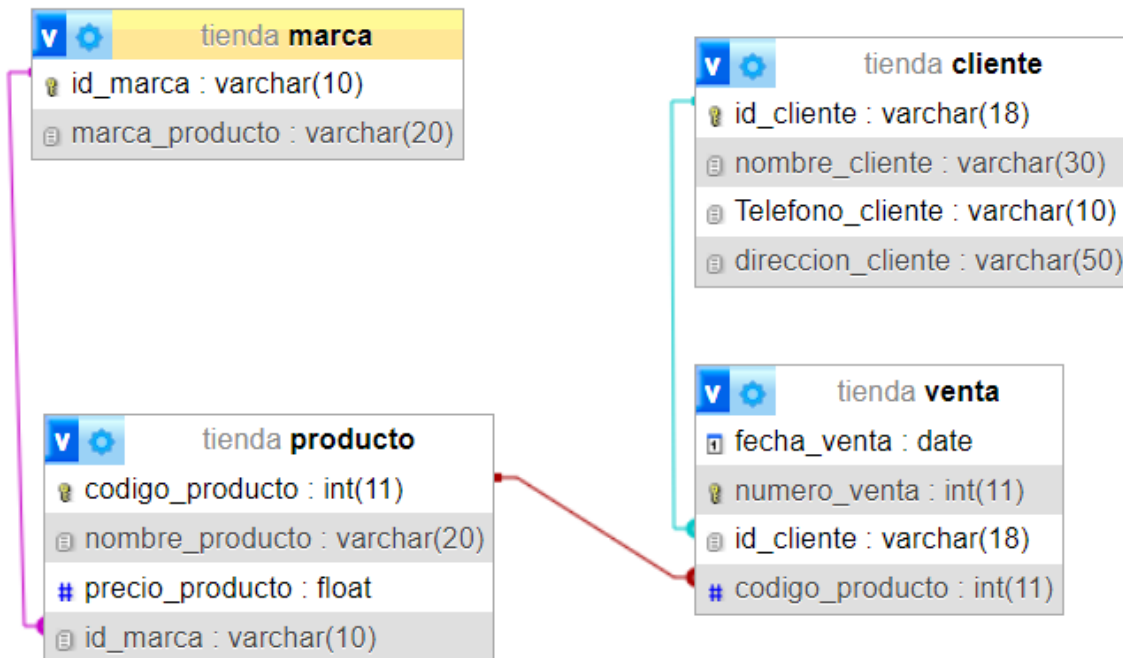 v tienda marca
id_marca : varchar(10)
marca_producto : varchar(20)
v tienda cliente
id_cliente : varchar(18)
nombre_cliente : varchar(30)
Telefono_cliente : varchar(10)
direccion_cliente : varchar(50)
v tienda producto
codigo_producto : int(11)
nombre_producto : varchar(20)
# precio_producto : float
id_marca : varchar(10)
v tienda venta
1 fecha_venta : date
numero_venta : int(11)
id_cliente : varchar(18)
# codigo_producto : int(11)